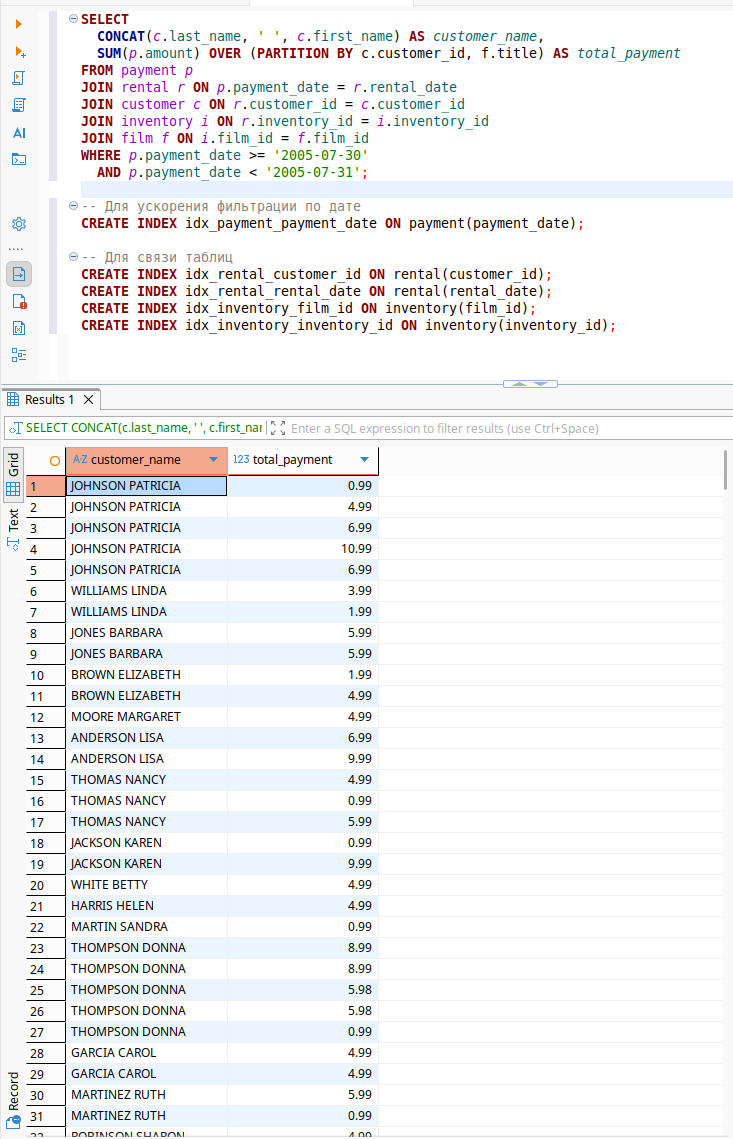 SELECT
CONCAT(c.last_name, ' ', c.first_name) AS customer_name,
SUM(p.amount) OVER (PARTITION BY c.customer_id, f.title) AS total_payment
FROM payment p
JOIN rental r ON p.payment_date = r.rental_date
JOIN customer c ON r.customer_id = c.customer_id
JOIN inventory i ON r.inventory_id = i.inventory_id
JOIN film f ON i.film_id = f.film_id
WHERE p.payment_date >= '2005-07-30'
AND p.payment_date < '2005-07-31';
-- Для ускорения фильтрации по дате
CREATE INDEX idx_payment_payment_date ON payment(payment_date);
-- Для связи таблиц
CREATE INDEX idx_rental_customer_id ON rental(customer_id);
CREATE INDEX idx_rental_rental_date ON rental(rental_date);
CREATE INDEX idx_inventory_film_id ON inventory(film_id);
CREATE INDEX idx_inventory_inventory_id ON inventory(inventory_id);
AI
Results 1
SELECT CONCAT(c.last_name, ' ', c.first_nar Enter a SQL expression to filter results (use Ctrl+Space)
Grid
Text
Record
A-Z customer_name 123 total_payment
1 JOHNSON PATRICIA 0.99
2 JOHNSON PATRICIA 4.99
3 JOHNSON PATRICIA 6.99
4 JOHNSON PATRICIA 10.99
5 JOHNSON PATRICIA 6.99
6 WILLIAMS LINDA 3.99
7 WILLIAMS LINDA 1.99
8 JONES BARBARA 5.99
9 JONES BARBARA 5.99
10 BROWN ELIZABETH 1.99
11 BROWN ELIZABETH 4.99
12 MOORE MARGARET 4.99
13 ANDERSON LISA 6.99
14 ANDERSON LISA 9.99
15 THOMAS NANCY 4.99
16 THOMAS NANCY 0.99
17 THOMAS NANCY 5.99
18 JACKSON KAREN 0.99
19 JACKSON KAREN 9.99
20 WHITE BETTY 4.99
21 HARRIS HELEN 4.99
22 MARTIN SANDRA 0.99
23 THOMPSON DONNA 8.99
24 THOMPSON DONNA 8.99
25 THOMPSON DONNA 5.98
26 THOMPSON DONNA 5.98
27 THOMPSON DONNA 0.99
28 GARCIA CAROL 4.99
29 GARCIA CAROL 4.99
30 MARTINEZ RUTH 5.99
31 MARTINEZ RUTH 0.99
32 ROBINSON SHARON 4.99